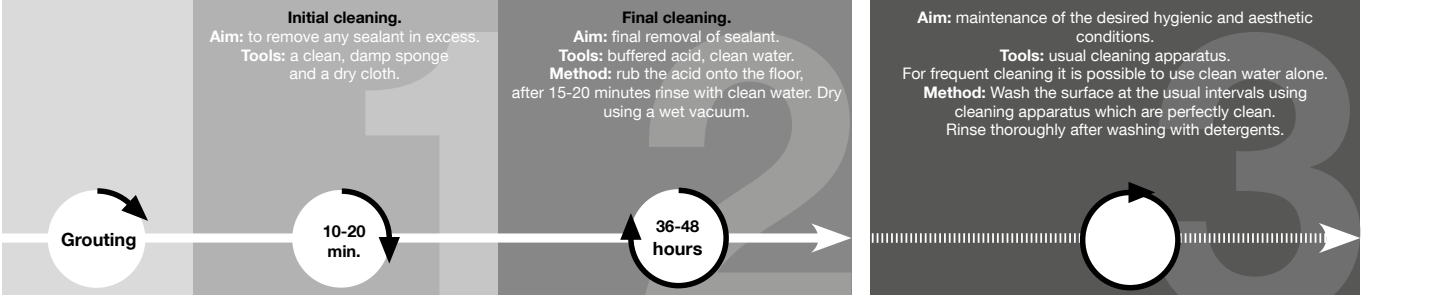 Grouting
1
Initial cleaning.
Aim: to remove any sealant in excess.
Tools: a clean, damp sponge
and a dry cloth.
10-20
min.
2
Final cleaning.
Aim: final removal of sealant.
Tools: buffered acid, clean water.
Method: rub the acid onto the floor,
after 15-20 minutes rinse with clean water. Dry
using a wet vacuum.
36-48
hours
3
Aim: maintenance of the desired hygienic and aesthetic
conditions.
Tools: usual cleaning apparatus.
For frequent cleaning it is possible to use clean water alone.
Method: Wash the surface at the usual intervals using
cleaning apparatus which are perfectly clean.
Rinse thoroughly after washing with detergents.